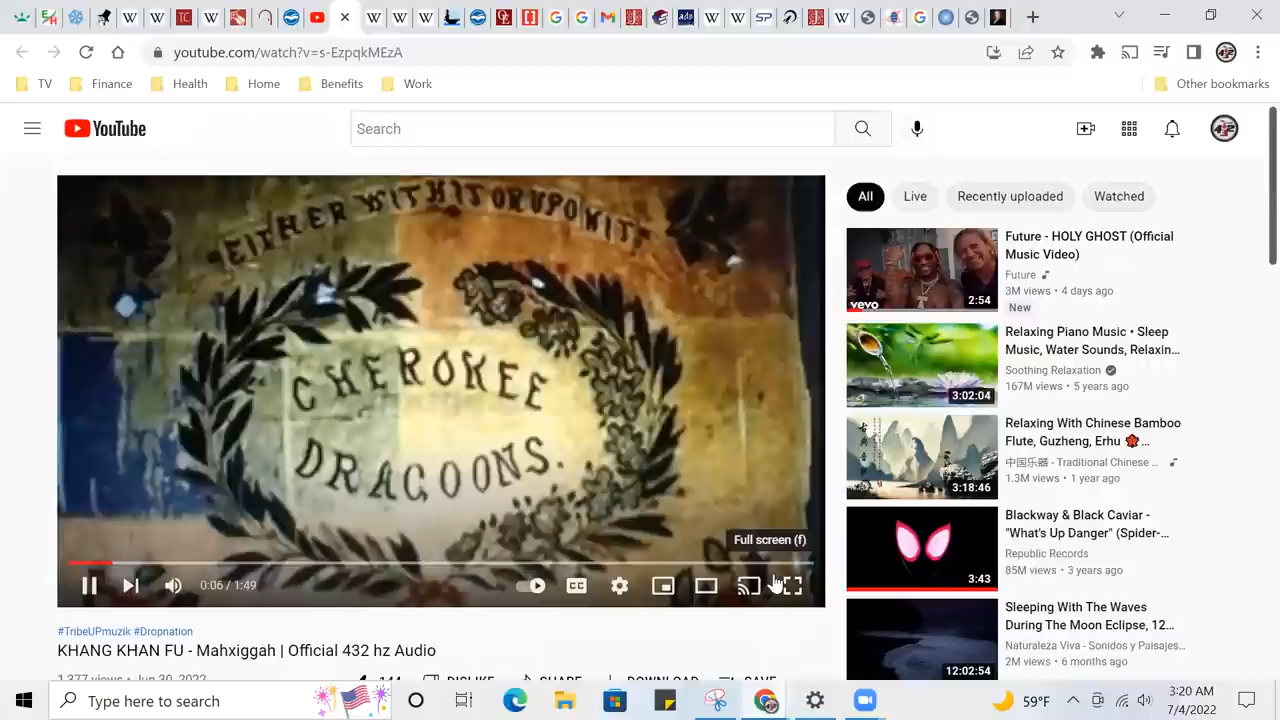 youtube.com/watch?v=s-EzpqkMEzA
TV Finance Health Home Benefits Work Other bookmarks
YouTube
Search
EITHER WITH IT OR UPON IT
CHEROKEE
DRAGOONS.
Full screen (f)
0:06 / 1:49
CC
#TribeUPmuzik #Dropnation
KHANG KHAN FU - Mahxiggah | Official 432 hz Audio
1,377 views • Jun 30, 2022 DISLIKE SHARE DOWNLOAD SAVE
All Live Recently uploaded Watched
vevo
2:54
Future - HOLY GHOST (Official
Music Video)
Future
3M views • 4 days ago
New
3:02:04
Relaxing Piano Music • Sleep
Music, Water Sounds, Relaxin...
Soothing Relaxation
167M views • 5 years ago
3:18:46
Relaxing With Chinese Bamboo
Flute, Guzheng, Erhu ...
中国乐器 - Traditional Chinese ...
1.3M views • 1 year ago
3:43
Blackway & Black Caviar -
"What's Up Danger" (Spider-...
Republic Records
85M views • 3 years ago
12:02:54
Sleeping With The Waves
During The Moon Eclipse, 12...
Naturaleza Viva - Sonidos y Paisajes...
2M views • 6 months ago
Type here to search
59°F
3:20 AM
7/4/2022